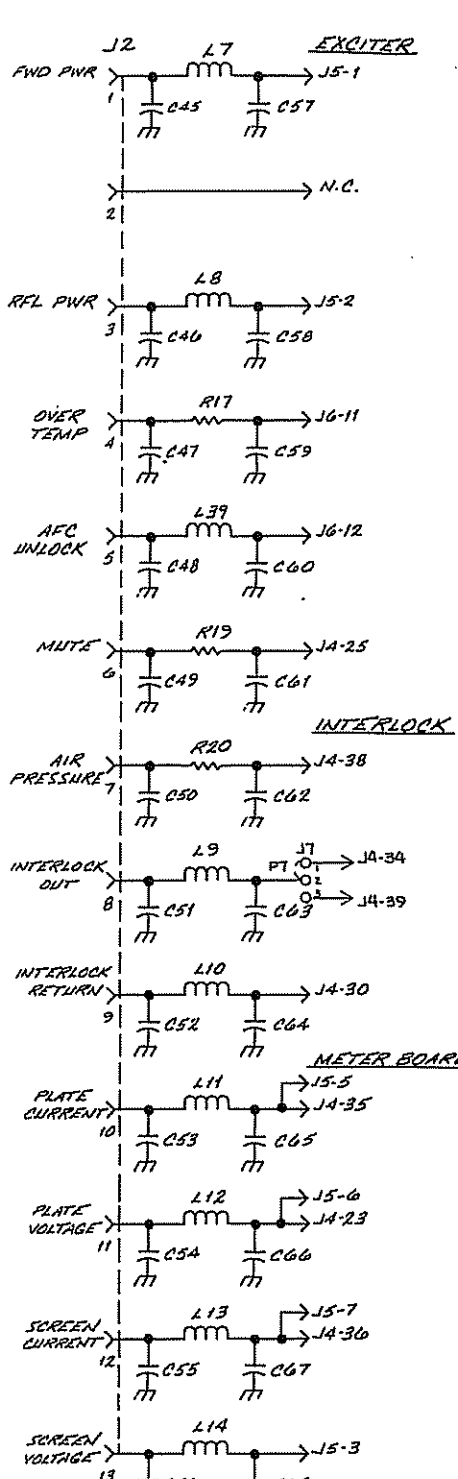 J2 L7 EXCITER
FWD PWR J5-1
1 C45 C57
N.C.
2
L8
RFL PWR J5-2
3 C46 C58
OVER R17 J6-11
TEMP
4 C47 C59
AFC L39 J6-12
UNLOCK
5 C48 C60
MUTE R19 J4-25
6 C49 C61
INTERLOCK
AIR R20 J4-38
PRESSURE
7 C50 C62
INTERLOCK L9 P7 J7 1 J4-34
OUT 2
8 C51 C63 3 J4-39
INTERLOCK L10
RETURN J4-30
9 C52 C64
METER BOARD
PLATE L11 J5-5
CURRENT J4-35
10 C53 C65
PLATE L12 J5-6
VOLTAGE J4-23
11 C54 C66
SCREEN L13 J5-7
CURRENT J4-36
12 C55 C67
SCREEN L14
VOLTAGE J5-3
13